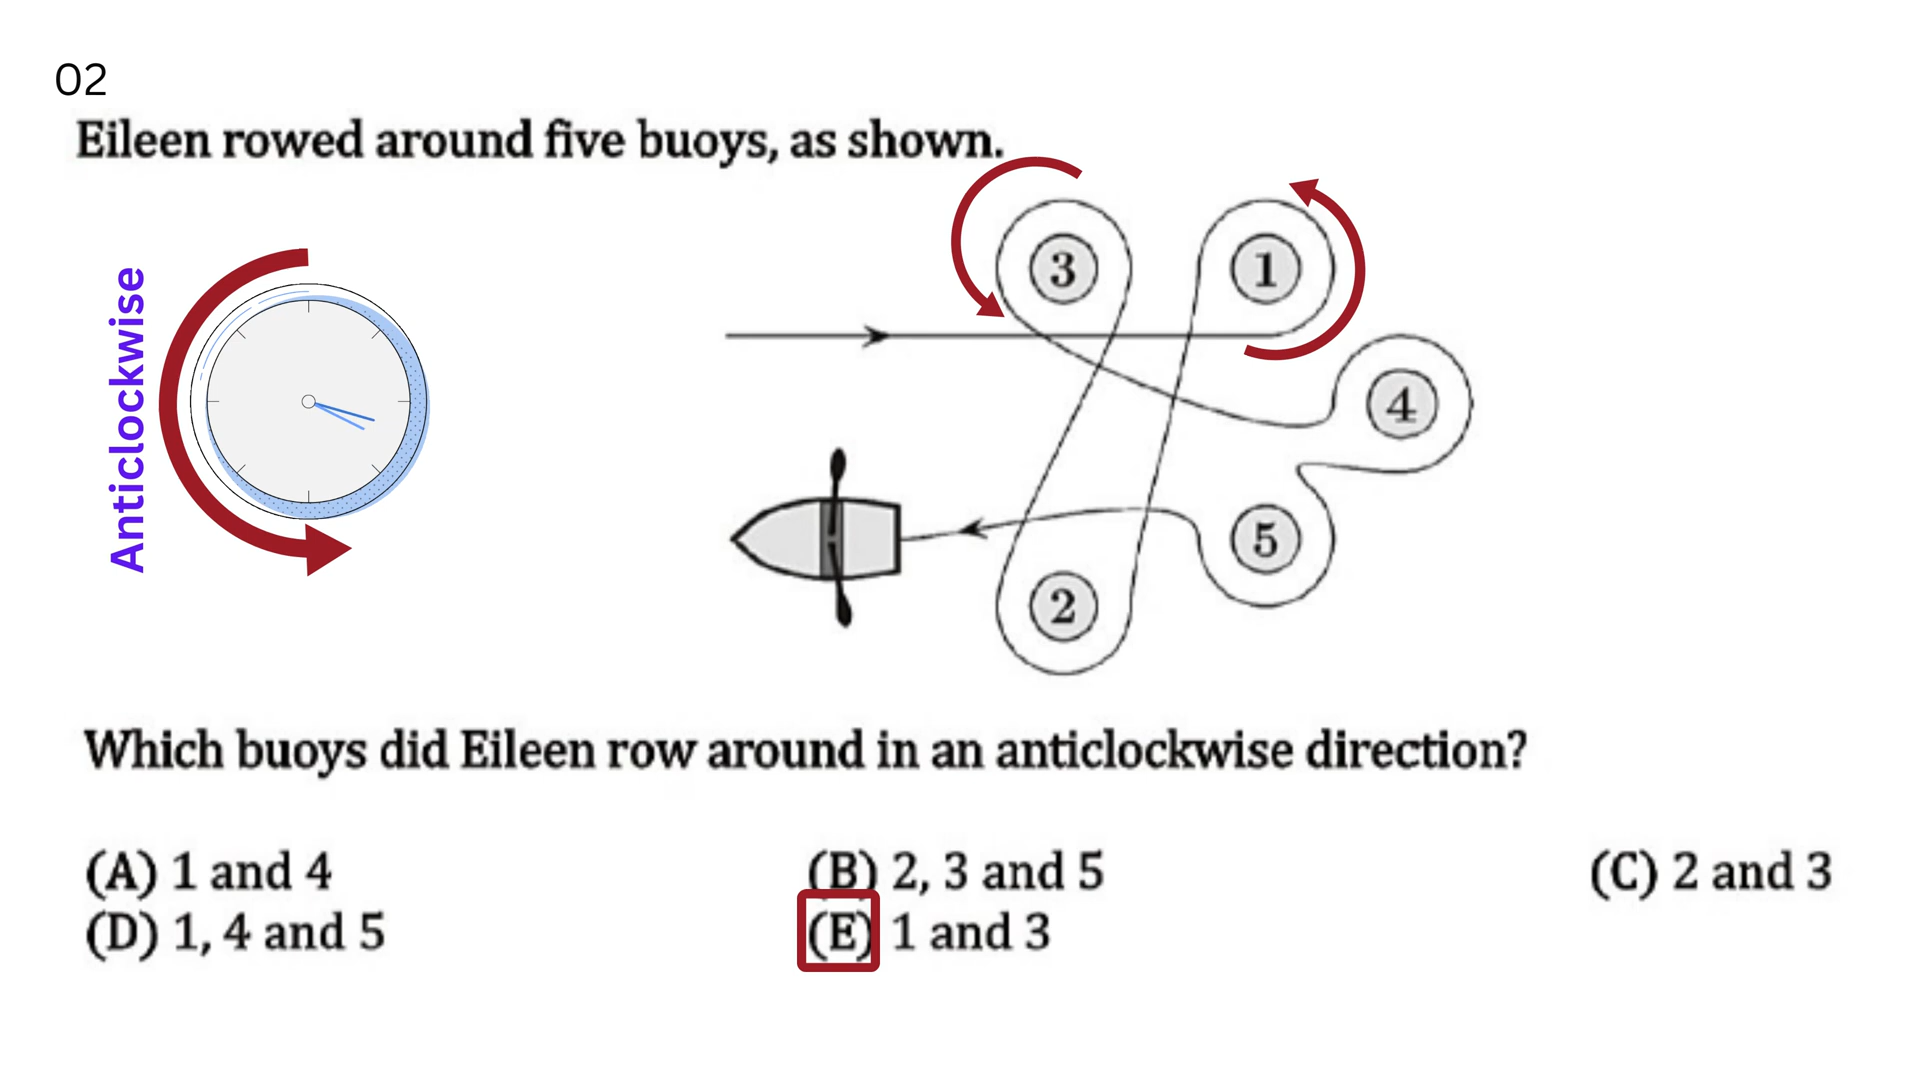 02
Eileen rowed around five buoys, as shown.
Anticlockwise
3
1
4
5
2
Which buoys did Eileen row around in an anticlockwise direction?
(A) 1 and 4 (B) 2, 3 and 5 (C) 2 and 3
(D) 1, 4 and 5 (E) 1 and 3